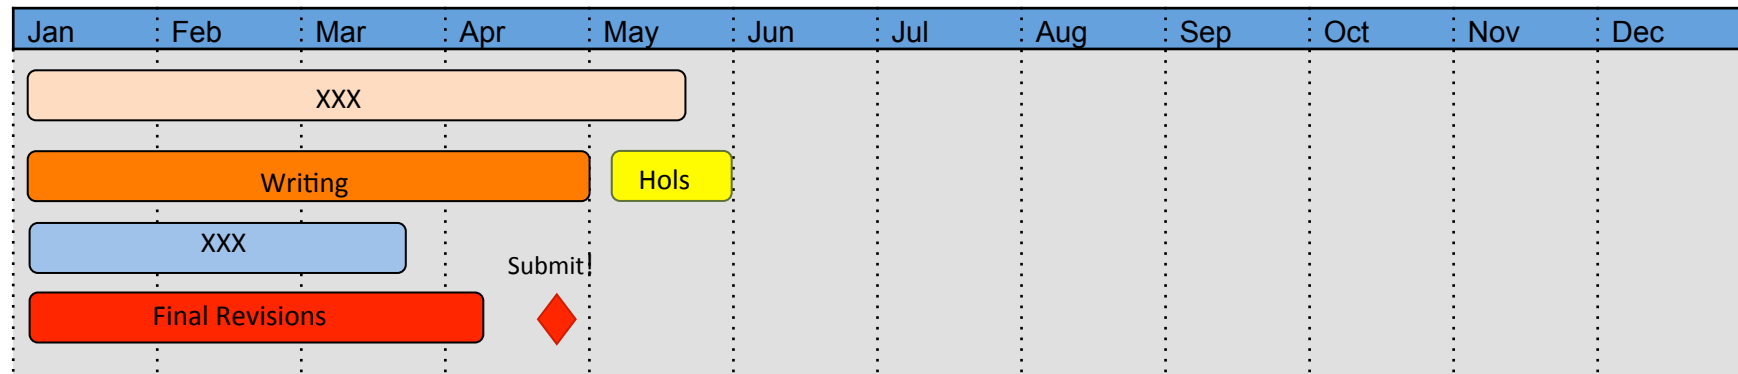 Jan Feb Mar Apr May Jun Jul Aug Sep Oct Nov Dec
XXX
Writing Hols
XXX
Submit!
Final Revisions